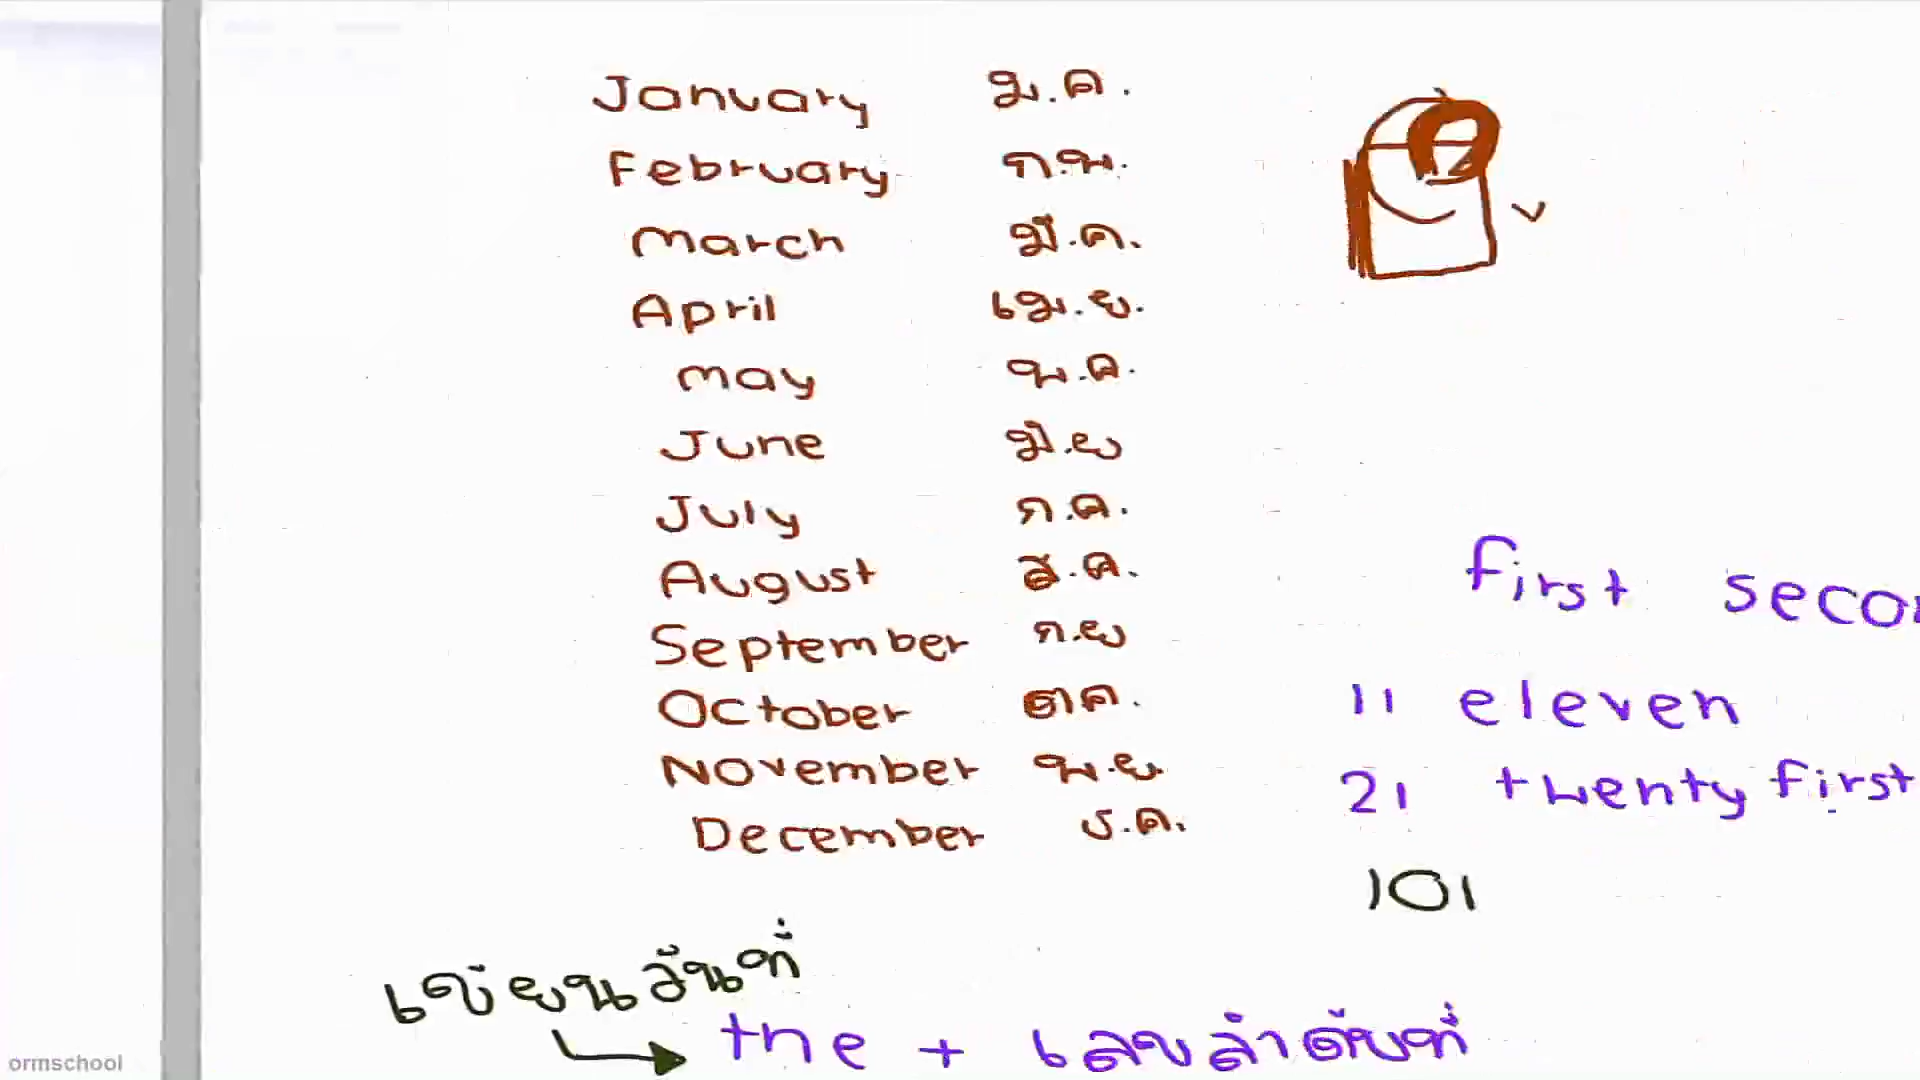 January ม.ค.
February ก.พ.
March มี.ค.
April เม.ย.
may พ.ค.
June มิ.ย
July ก.ค.
August ส.ค.
September ก.ย
October ต.ค.
November พ.ย.
December ธ.ค.
12
first secon
11 eleven
21 twenty first
101
เขียนวันที่
the + เลขลำดับที่
ormschool